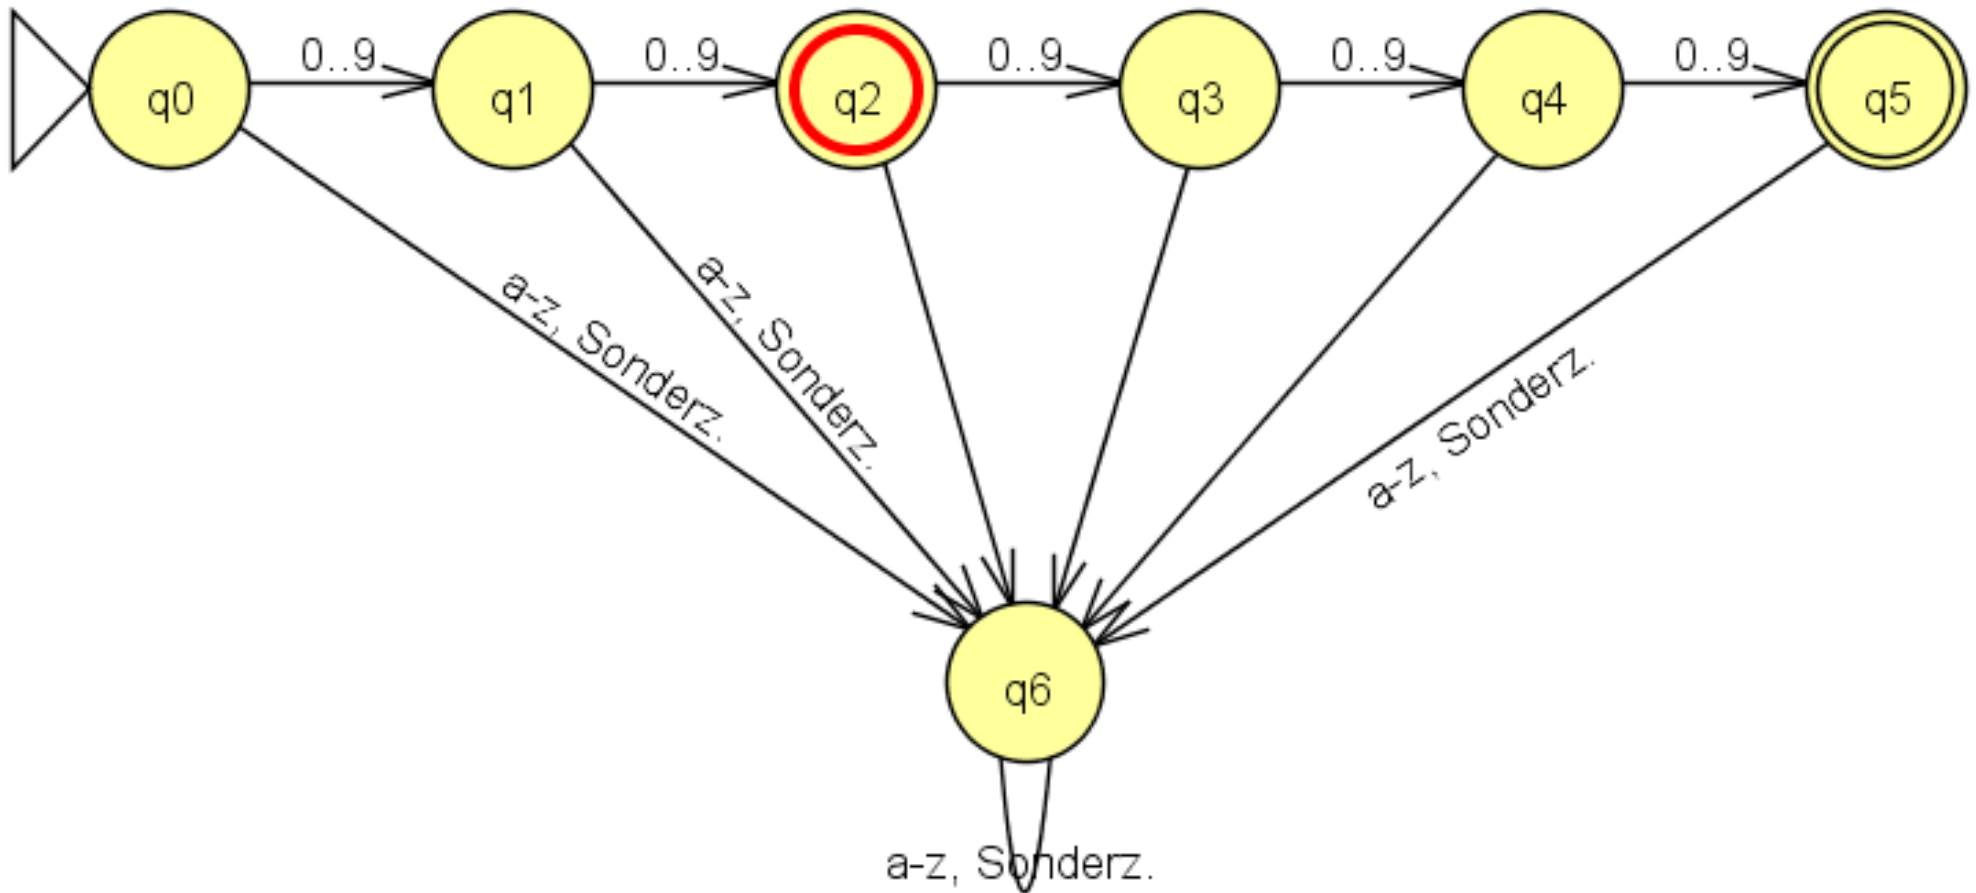 0..9
0..9
0..9
0..9
0..9
q0
q1
q2
q3
q4
q5
a-z, Sonderz.
a-z, Sonderz.
a-z, Sonderz.
q6
a-z, Sonderz.